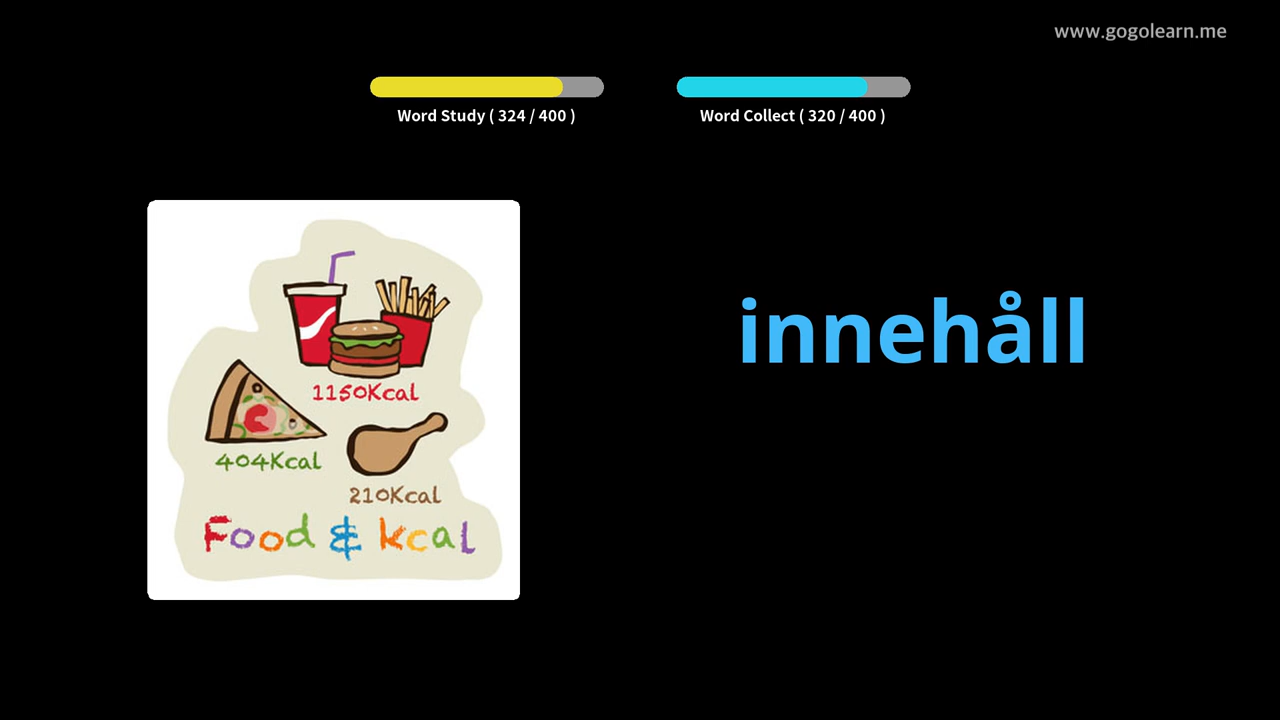 www.gogolearn.me
Word Study ( 324 / 400 )
Word Collect ( 320 / 400 )
1150Kcal
404Kcal
210Kcal
Food & kcal
innehåll